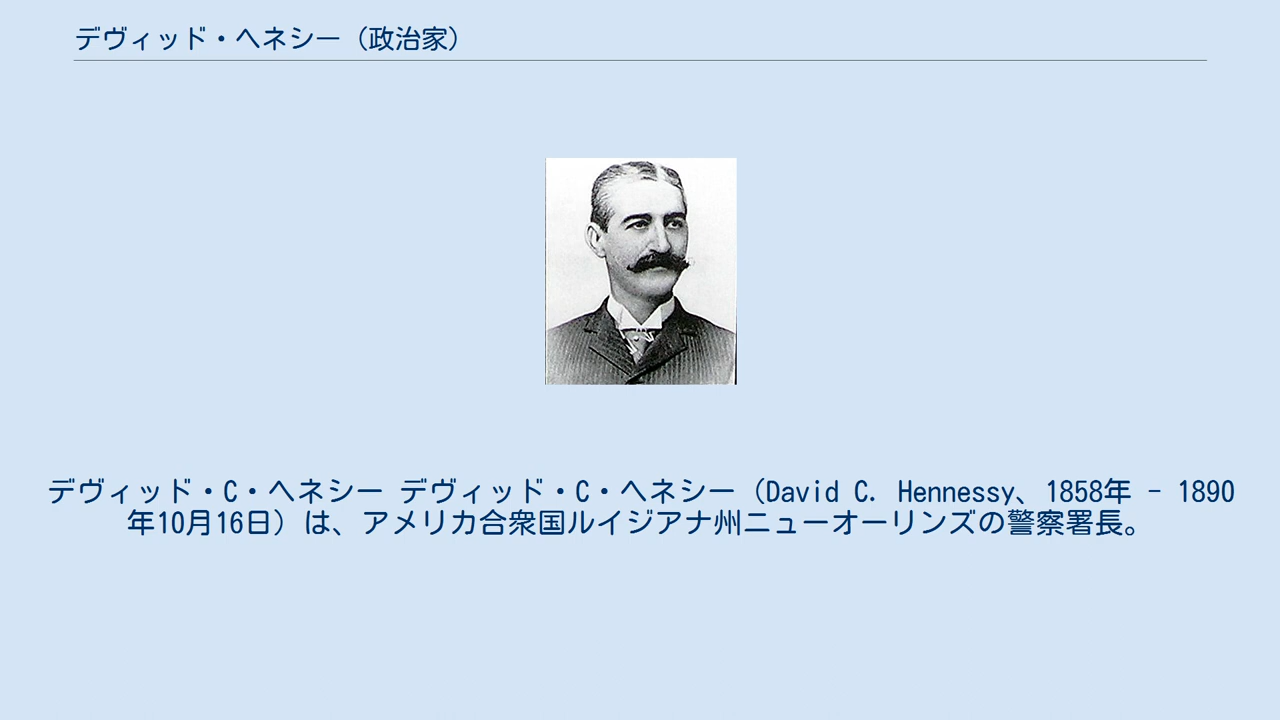 デヴィッド・ヘネシー（政治家）
デヴィッド・C・ヘネシー デヴィッド・C・ヘネシー（David C. Hennessy、1858年 - 1890
年10月16日）は、アメリカ合衆国ルイジアナ州ニューオーリンズの警察署長。